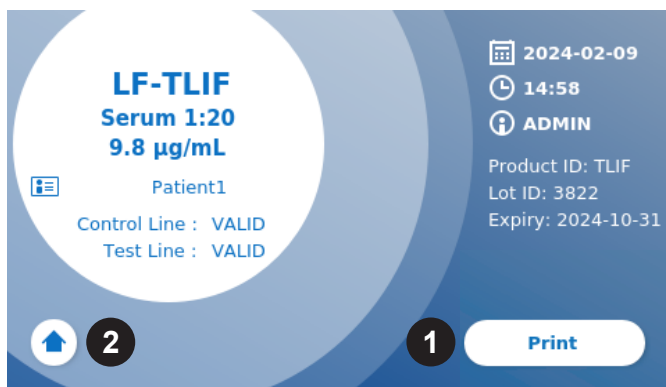 LF-TLIF
Serum 1:20
9.8 µg/mL
Patient1
Control Line : VALID
Test Line : VALID
2024-02-09
14:58
ADMIN
Product ID: TLIF
Lot ID: 3822
Expiry: 2024-10-31
2
1
Print